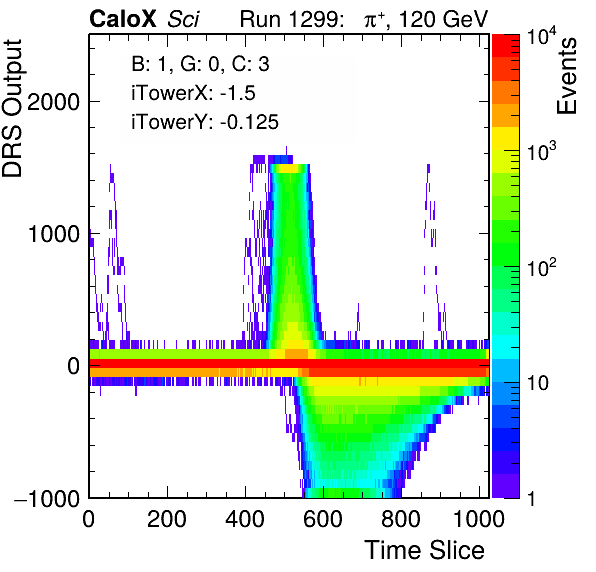 CaloX Sci Run 1299: π⁺, 120 GeV
B: 1, G: 0, C: 3
iTowerX: -1.5
iTowerY: -0.125
DRS Output
2000
1000
0
−1000
0 200 400 600 800 1000
Time Slice
Events
10⁴
10³
10²
10
1